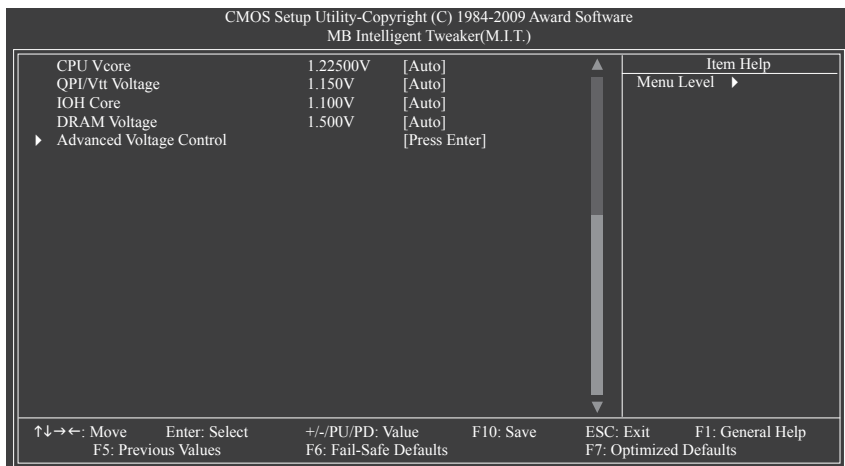 CMOS Setup Utility-Copyright (C) 1984-2009 Award Software
MB Intelligent Tweaker(M.I.T.)
CPU Vcore 1.22500V [Auto]
QPI/Vtt Voltage 1.150V [Auto]
IOH Core 1.100V [Auto]
DRAM Voltage 1.500V [Auto]
Advanced Voltage Control [Press Enter]
Item Help
Menu Level
↑↓→←: Move Enter: Select +/-/PU/PD: Value F10: Save ESC: Exit F1: General Help
F5: Previous Values F6: Fail-Safe Defaults F7: Optimized Defaults